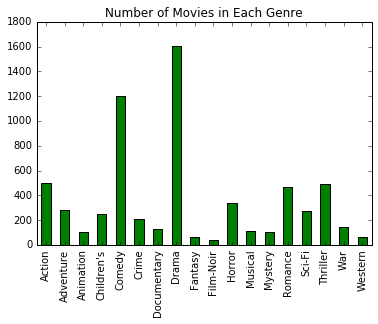 Number of Movies in Each Genre
1800
1600
1400
1200
1000
800
600
400
200
0
Action
Adventure
Animation
Children's
Comedy
Crime
Documentary
Drama
Fantasy
Film-Noir
Horror
Musical
Mystery
Romance
Sci-Fi
Thriller
War
Western